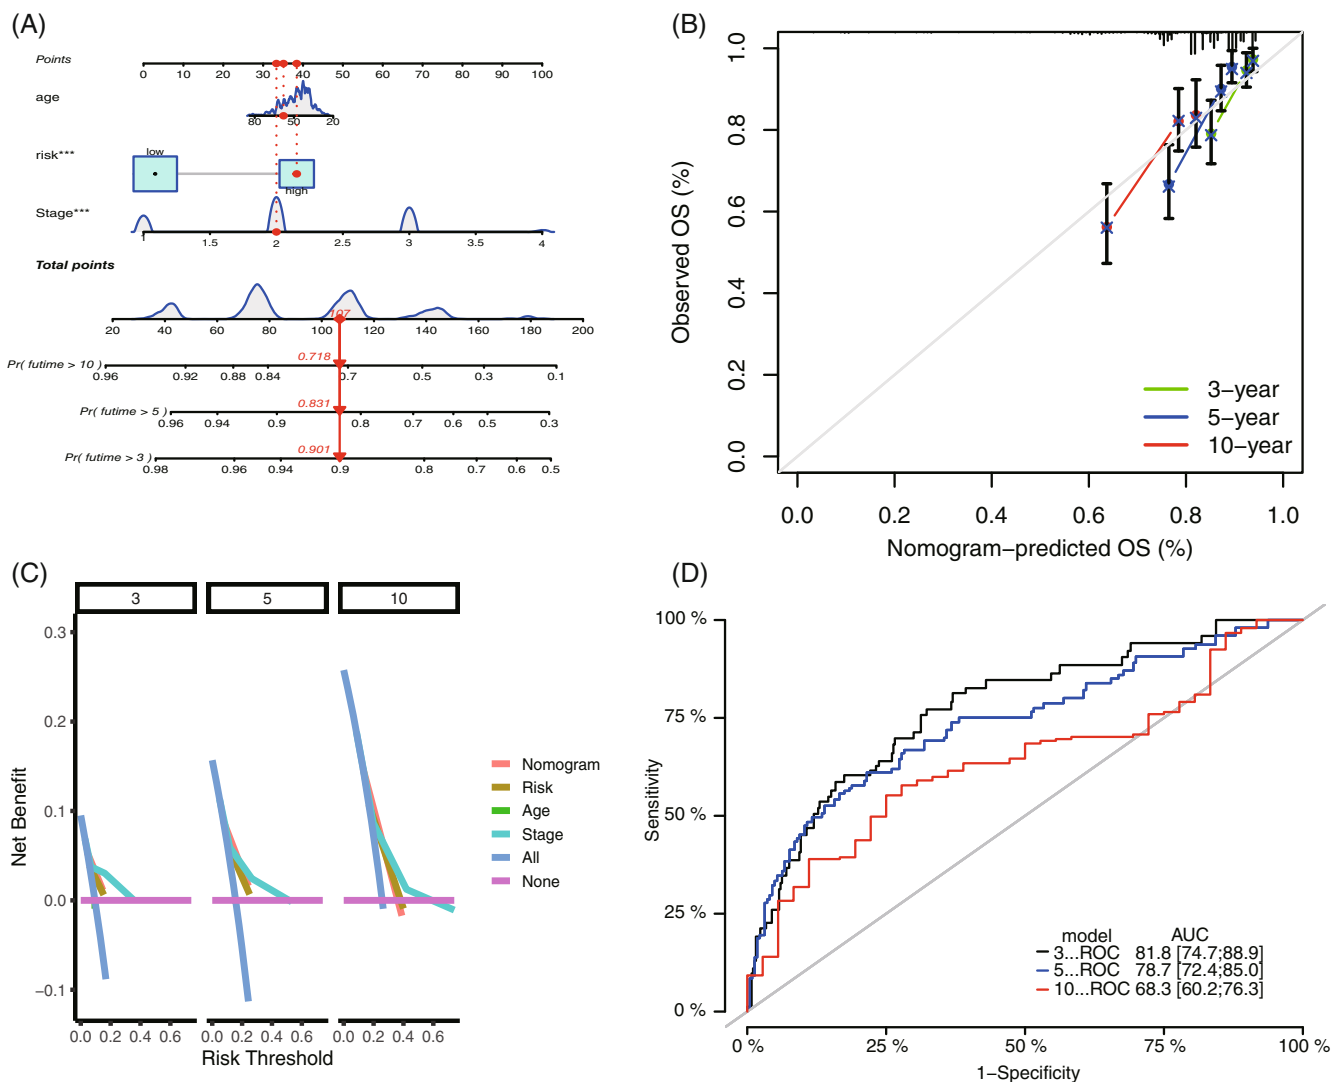 (A)
Points
0 10 20 30 40 50 60 70 80 90 100
age
80 50 20
risk***
low
high
Stage***
1 1.5 2 2.5 3 3.5 4
Total points
107
20 40 60 80 100 120 140 160 180 200
0.718
Pr( futime > 10 )
0.96 0.92 0.88 0.84 0.7 0.5 0.3 0.1
0.831
Pr( futime > 5 )
0.96 0.94 0.9 0.8 0.7 0.6 0.5 0.3
0.901
Pr( futime > 3 )
0.98 0.96 0.94 0.9 0.8 0.7 0.6 0.5
(B)
Observed OS (%)
1.0
0.8
0.6
0.4
0.2
0.0
3-year
5-year
10-year
0.0 0.2 0.4 0.6 0.8 1.0
Nomogram-predicted OS (%)
(C)
3 5 10
Net Benefit
0.3
0.2
0.1
0.0
-0.1
Nomogram
Risk
Age
Stage
All
None
0.0 0.2 0.4 0.6 0.0 0.2 0.4 0.6 0.0 0.2 0.4 0.6
Risk Threshold
(D)
Sensitivity
100 %
75 %
50 %
25 %
0 %
model AUC
3...ROC 81.8 [74.7;88.9]
5...ROC 78.7 [72.4;85.0]
10...ROC 68.3 [60.2;76.3]
0 % 25 % 50 % 75 % 100 %
1-Specificity